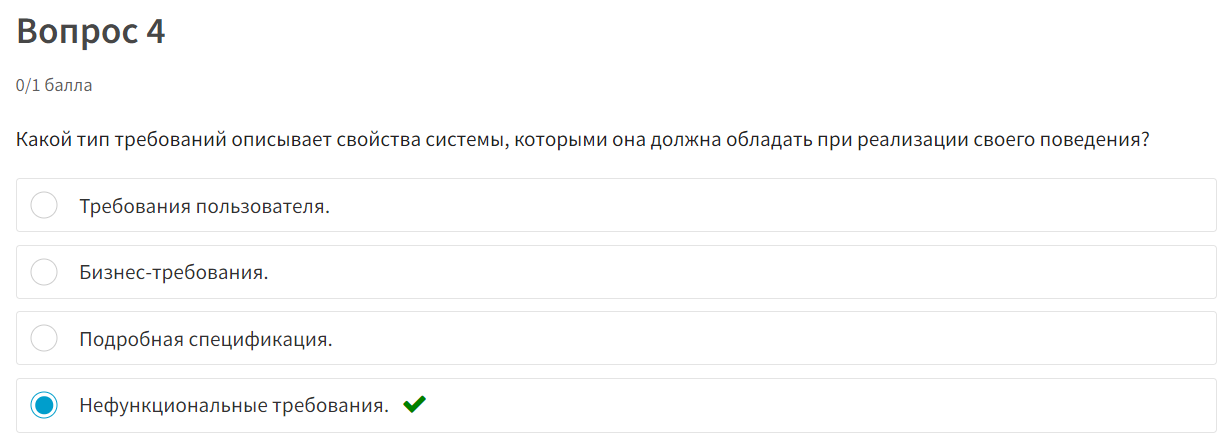 Вопрос 4
0/1 балла
Какой тип требований описывает свойства системы, которыми она должна обладать при реализации своего поведения?
Требования пользователя.
Бизнес-требования.
Подробная спецификация.
Нефункциональные требования.